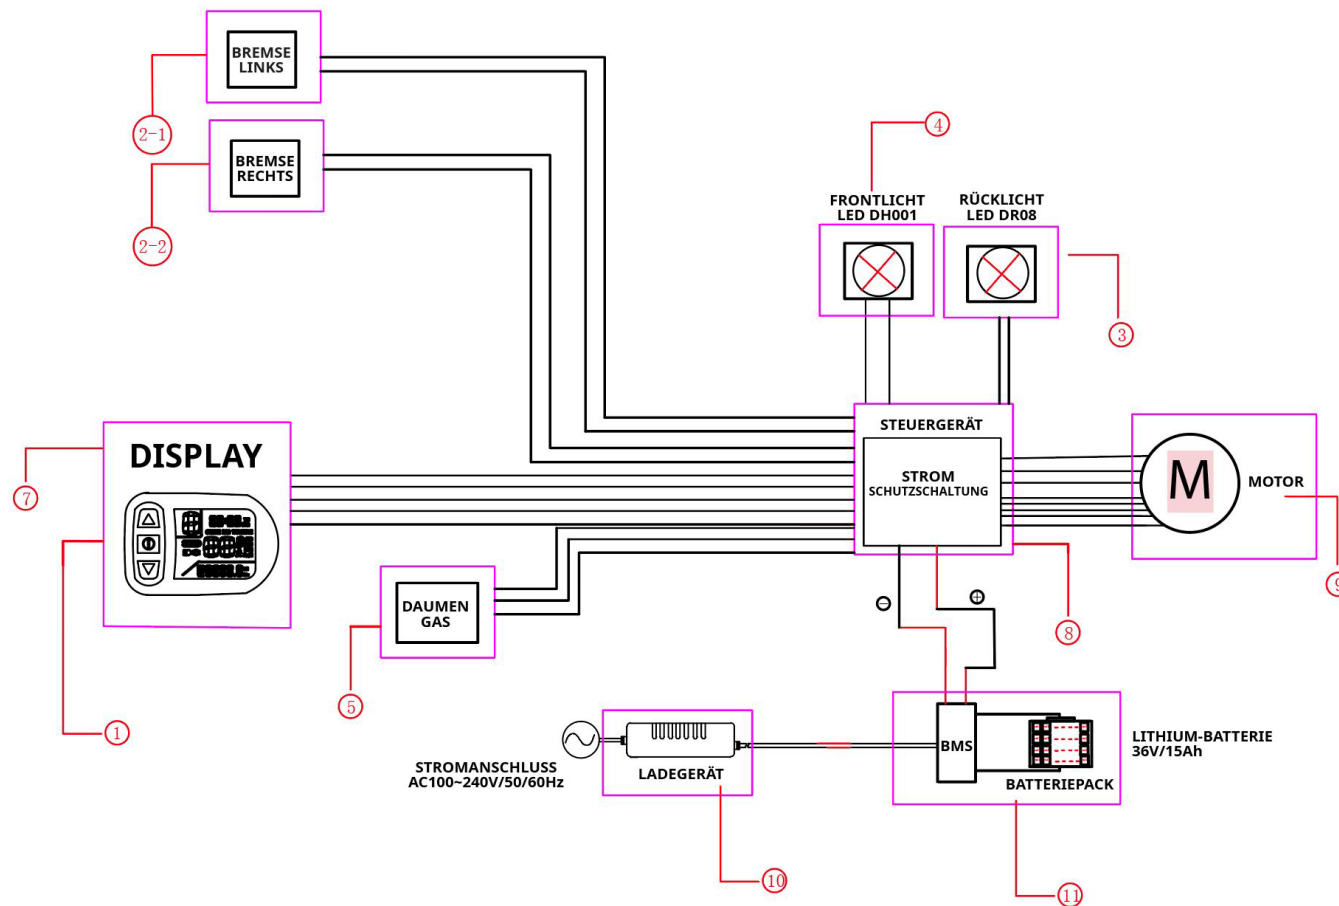 BREMSE
LINKS
2-1
BREMSE
RECHTS
2-2
4
FRONTLICHT
LED DH001
RÜCKLICHT
LED DR08
3
DISPLAY
7
1
STEUERGERÄT
STROM
SCHUTZSCHALTUNG
M
MOTOR
9
DAUMEN
GAS
5
8
STROMANSCHLUSS
AC100~240V/50/60Hz
LADEGERÄT
10
BMS
BATTERIEPACK
LITHIUM-BATTERIE
36V/15Ah
11